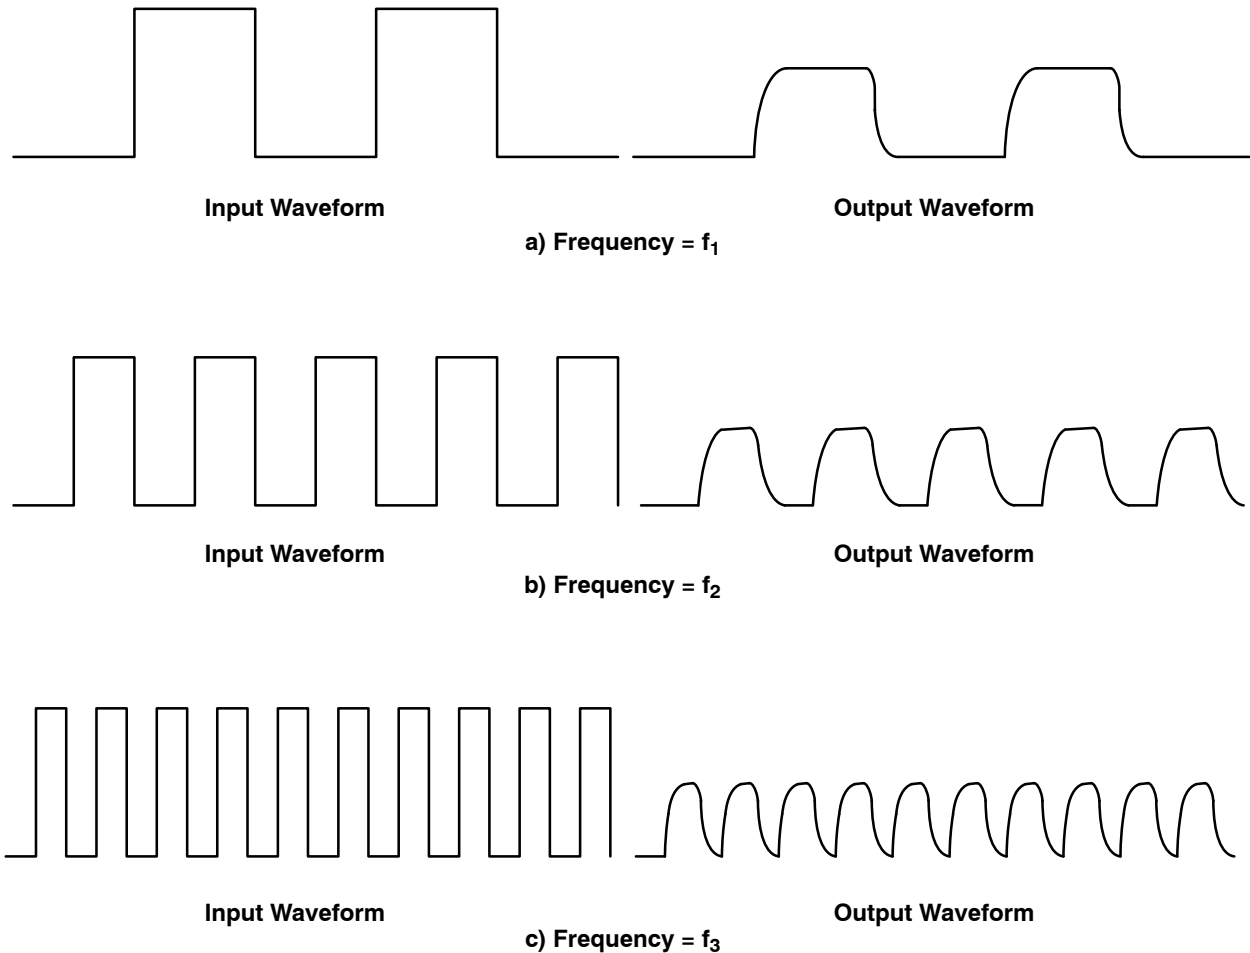 Input Waveform
Output Waveform
a) Frequency = f₁
Input Waveform
Output Waveform
b) Frequency = f₂
Input Waveform
Output Waveform
c) Frequency = f₃